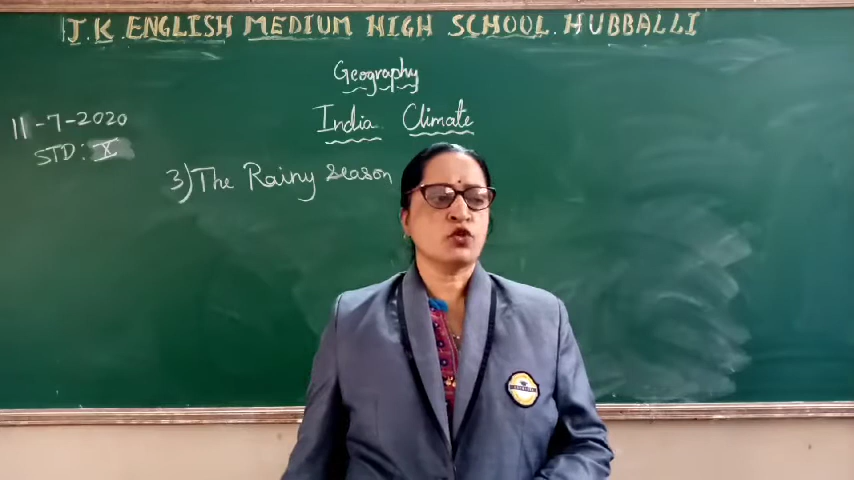 J.K ENGLISH MEDIUM HIGH SCHOOL.HUBBALLI
Geography
India Climate
11-7-2020
STD: X
3)The Rainy season